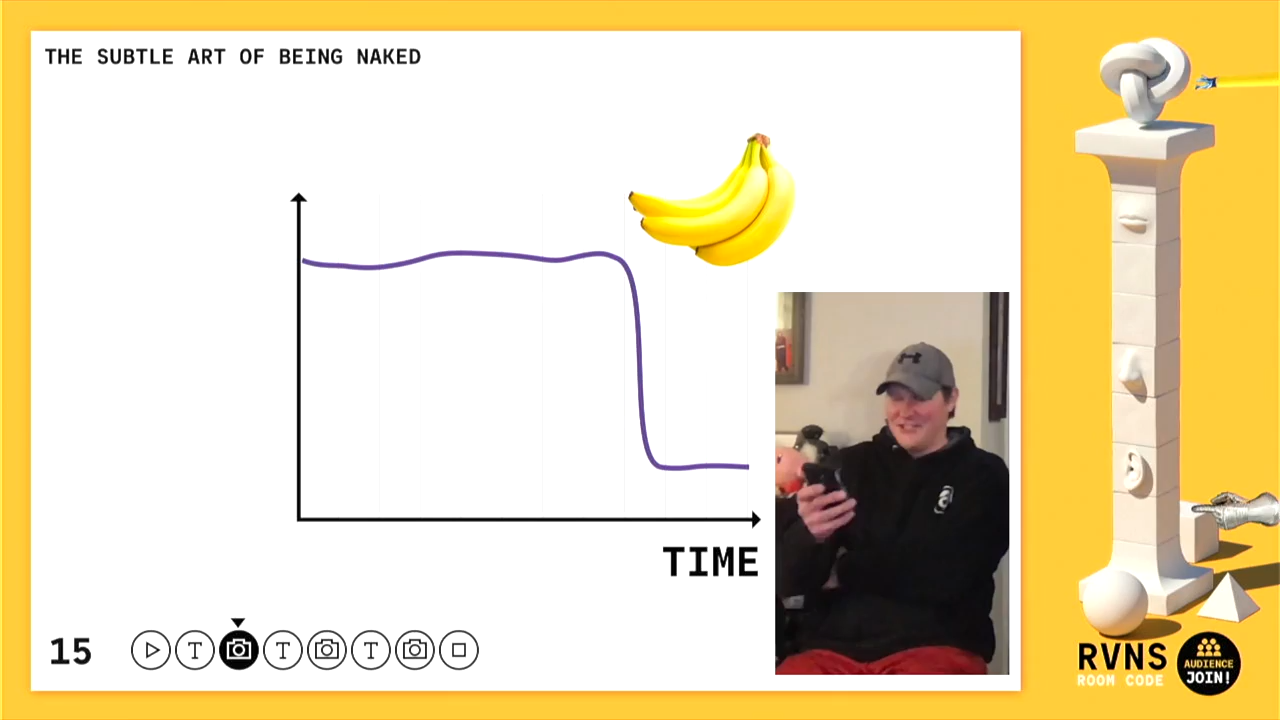 THE SUBTLE ART OF BEING NAKED
TIME
15
T
T
T
RVNS
ROOM CODE
AUDIENCE
JOIN!